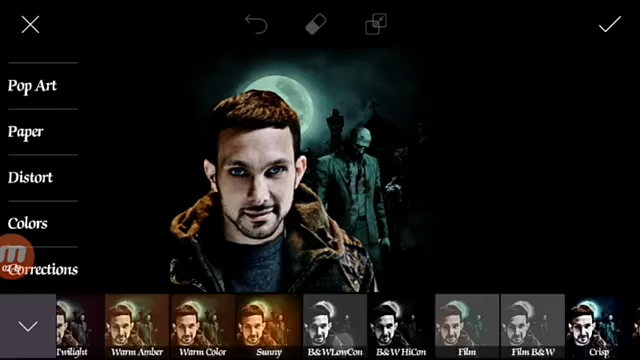 Pop Art
Paper
Distort
Colors
Corrections
Twilight
Warm Amber
Warm Color
Sunny
B&WLowCon
B&W HiCon
Film
Film B&W
Crisp